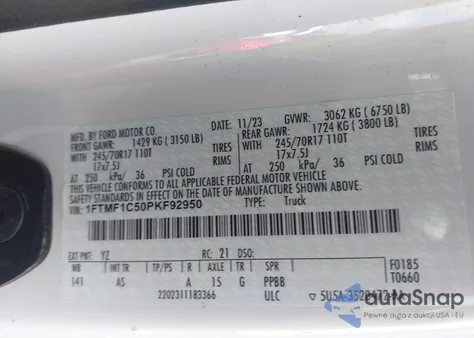 MFD. BY FORD MOTOR CO. DATE: 11/23 GVWR: 3062 KG ( 6750 LB)
FRONT GAWR: 1429 KG ( 3150 LB) REAR GAWR: 1724 KG ( 3800 LB)
WITH 245/70R17 110T TIRES WITH 245/70R17 110T TIRES
17x7.5J RIMS 17x7.5J RIMS
AT 250 kPa/ 36 PSI COLD AT 250 kPa/ 36 PSI COLD
THIS VEHICLE CONFORMS TO ALL APPLICABLE FEDERAL MOTOR VEHICLE
SAFETY STANDARDS IN EFFECT ON THE DATE OF MANUFACTURE SHOWN ABOVE.
VIN: 1FTMF1C50PKF92950 TYPE: Truck
EXT PNT: YZ RC: 21 DSO:
WB INT TR TP/PS R AXLE TR SPR F0185
141 AS A 15 G PPBB T0660
2202311183366 ULC
autoSnap
Pewne auto z USA i EU